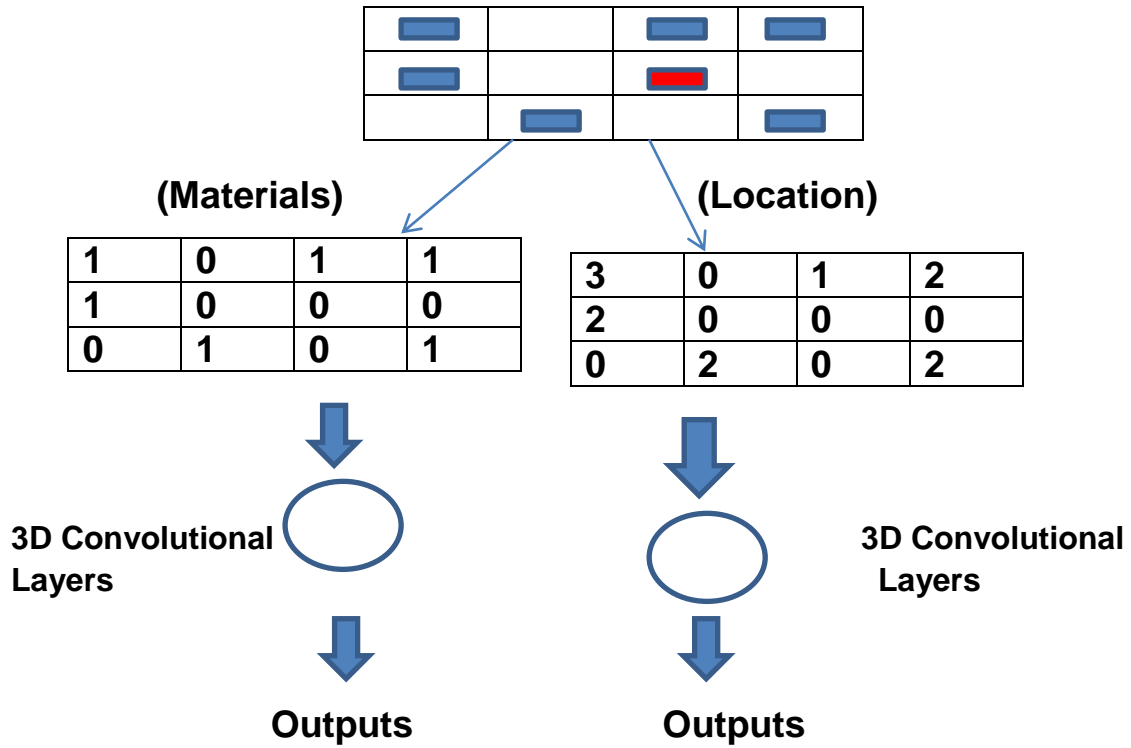 (Materials)
(Location)
1 0 1 1
1 0 0 0
0 1 0 1
3 0 1 2
2 0 0 0
0 2 0 2
3D Convolutional
Layers
3D Convolutional
Layers
Outputs
Outputs